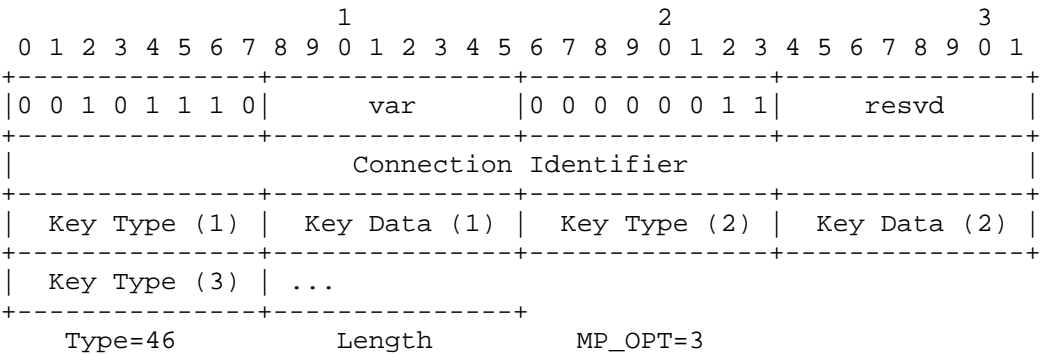 1                   2                   3
 0 1 2 3 4 5 6 7 8 9 0 1 2 3 4 5 6 7 8 9 0 1 2 3 4 5 6 7 8 9 0 1
+---------------+---------------+---------------+---------------+
|0 0 1 0 1 1 1 0|      var      |0 0 0 0 0 0 1 1|     resvd     |
+---------------+---------------+---------------+---------------+
|                     Connection Identifier                     |
+---------------+---------------+---------------+---------------+
|  Key Type (1) |  Key Data (1) |  Key Type (2) |  Key Data (2) |
+---------------+---------------+---------------+---------------+
|  Key Type (3) | ...
+---------------+---------------+
    Type=46          Length         MP_OPT=3